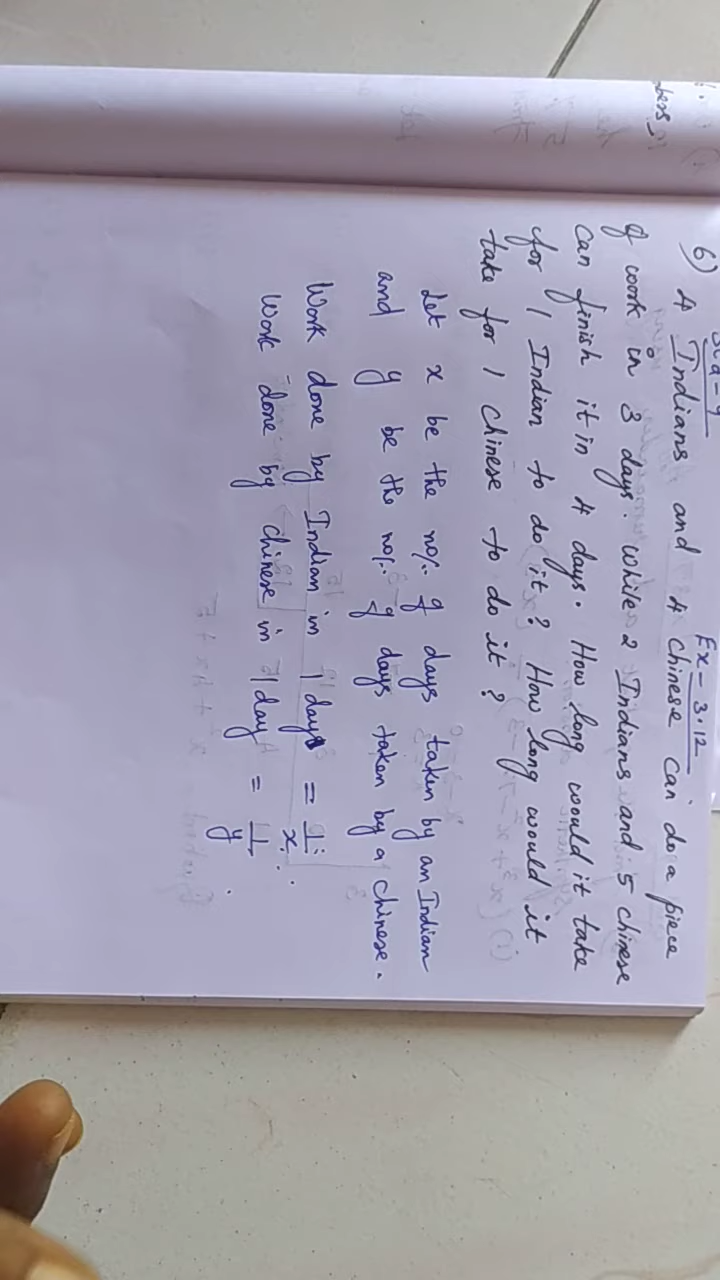 Ex - 3.12
6) 4 Indians and 4 chinese can do a piece
of work in 3 days. While 2 Indians and 5 chinese
can finish it in 4 days. How long would it take
for 1 Indian to do it? How long would it
take for 1 chinese to do it?
Let x be the no/. of days taken by an Indian
and y be the no/. of days taken by a chinese.
Work done by Indian in 1 day = 1/x.
Work done by chinese in 1 day = 1/y.